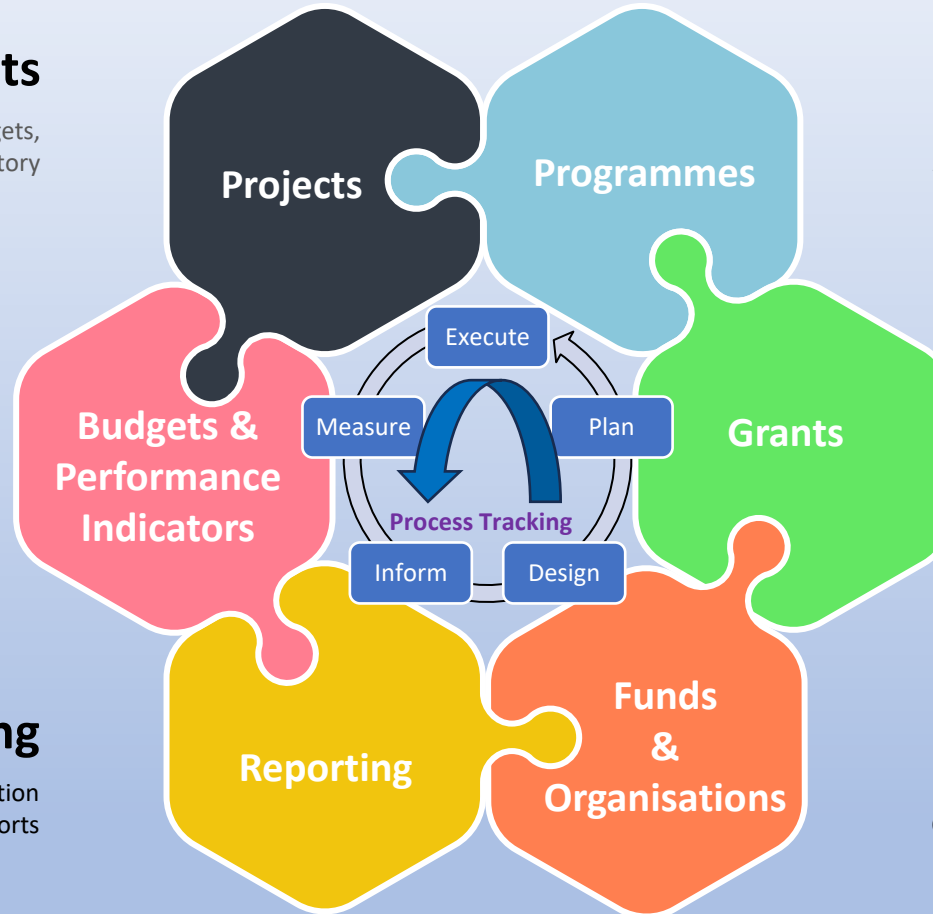 ts
gets,
tory
Projects
Programmes
Execute
Measure
Plan
Budgets &
Performance
Indicators
Grants
Process Tracking
Inform
Design
Funds
&
Organisations
Reporting
ng
tion
orts